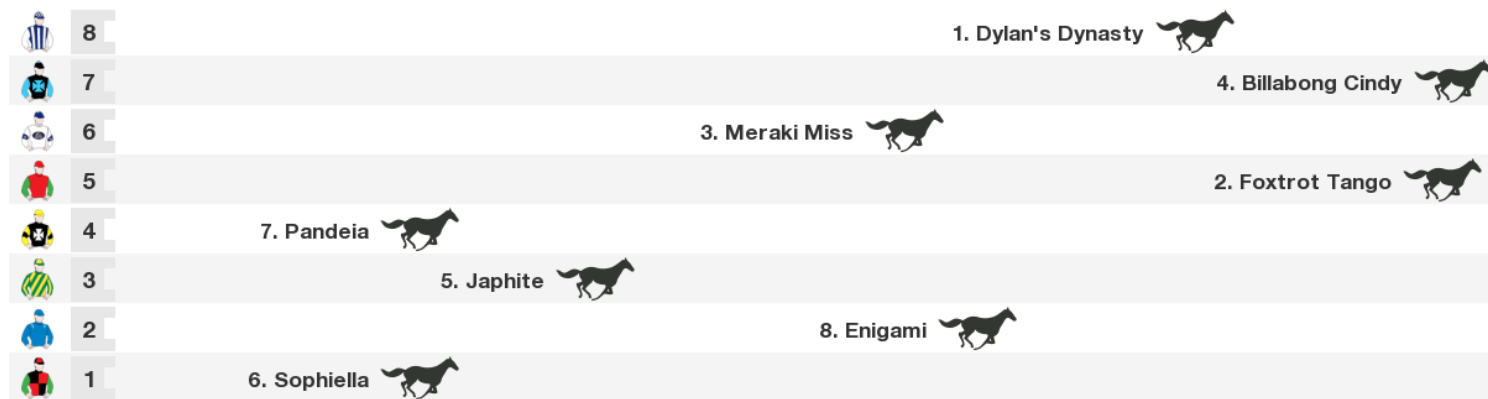 8 1. Dylan's Dynasty
7 4. Billabong Cindy
6 3. Meraki Miss
5 2. Foxtrot Tango
4 7. Pandeia
3 5. Japhite
2 8. Enigami
1 6. Sophiella